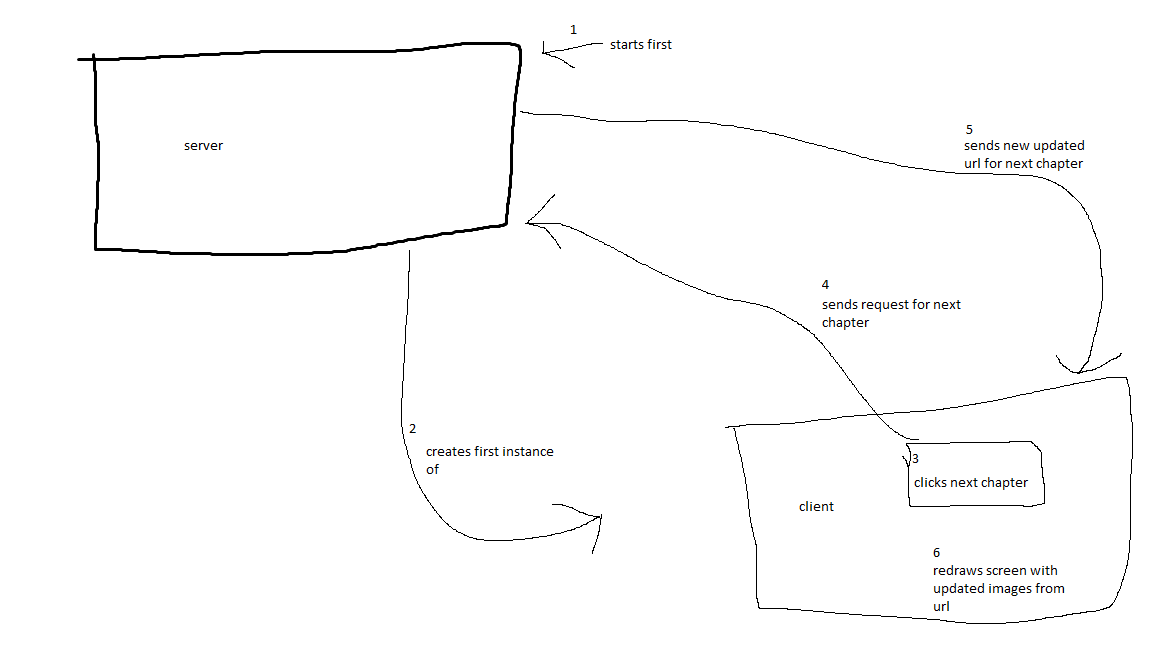 1
starts first
server
5
sends new updated
url for next chapter
4
sends request for next
chapter
2
creates first instance
of
3
clicks next chapter
client
6
redraws screen with
updated images from
url